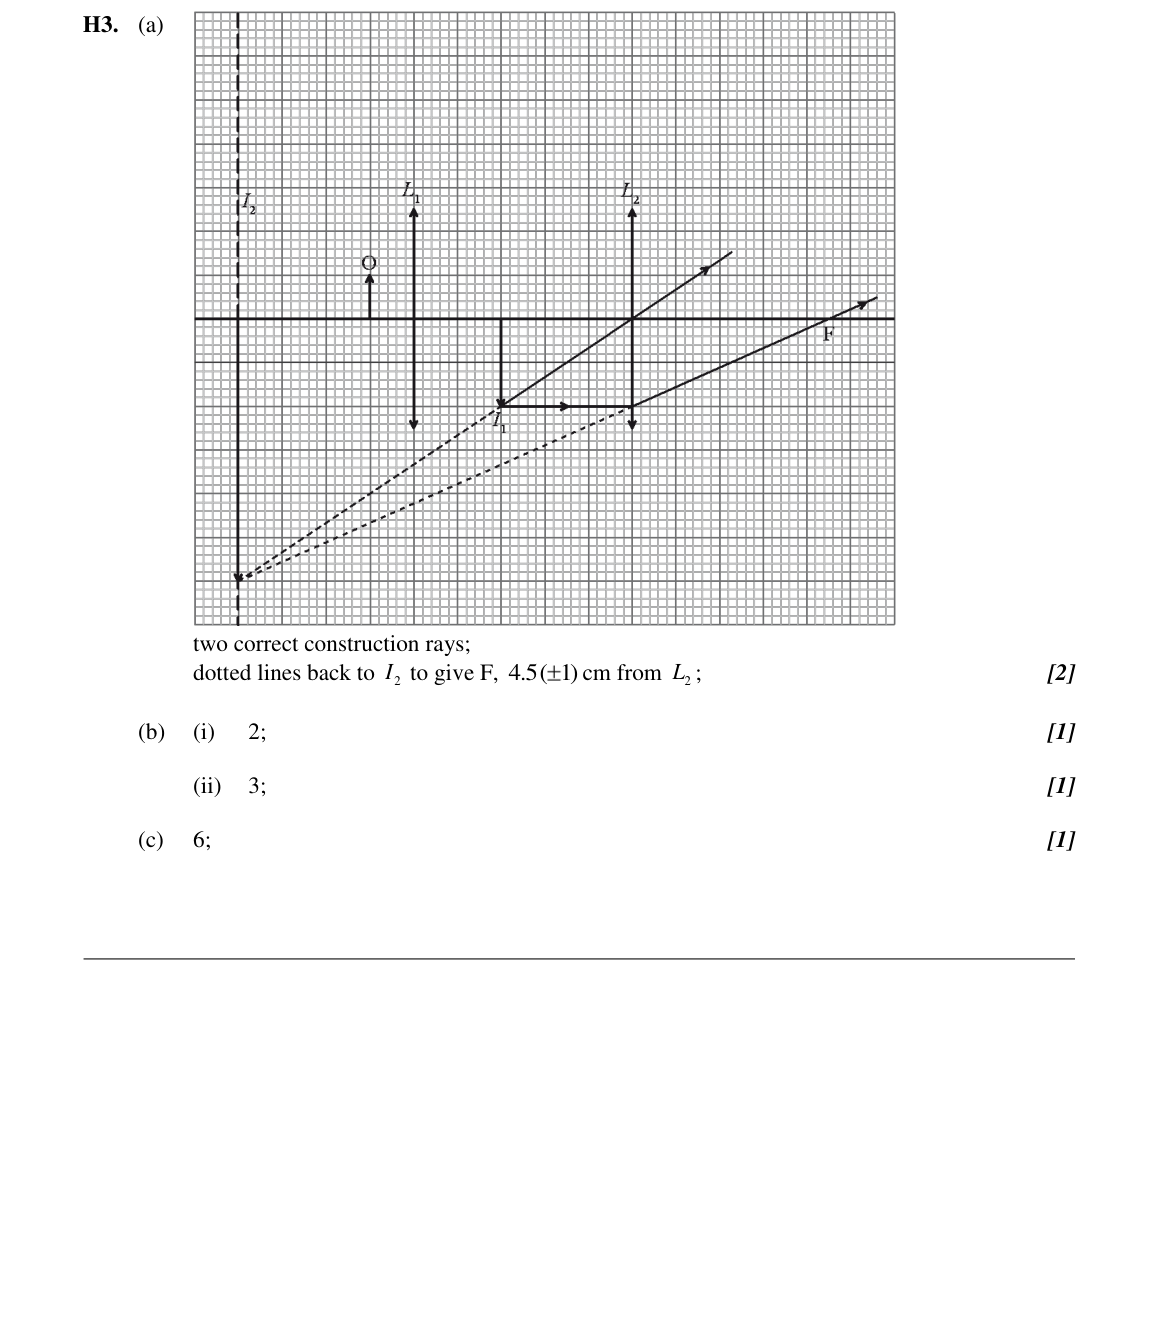 H3. (a)
L₁ L₂
I₂
O
F
I₁
two correct construction rays;
dotted lines back to I₂ to give F, 4.5(±1) cm from L₂; [2]
(b) (i) 2; [1]
(ii) 3; [1]
(c) 6; [1]